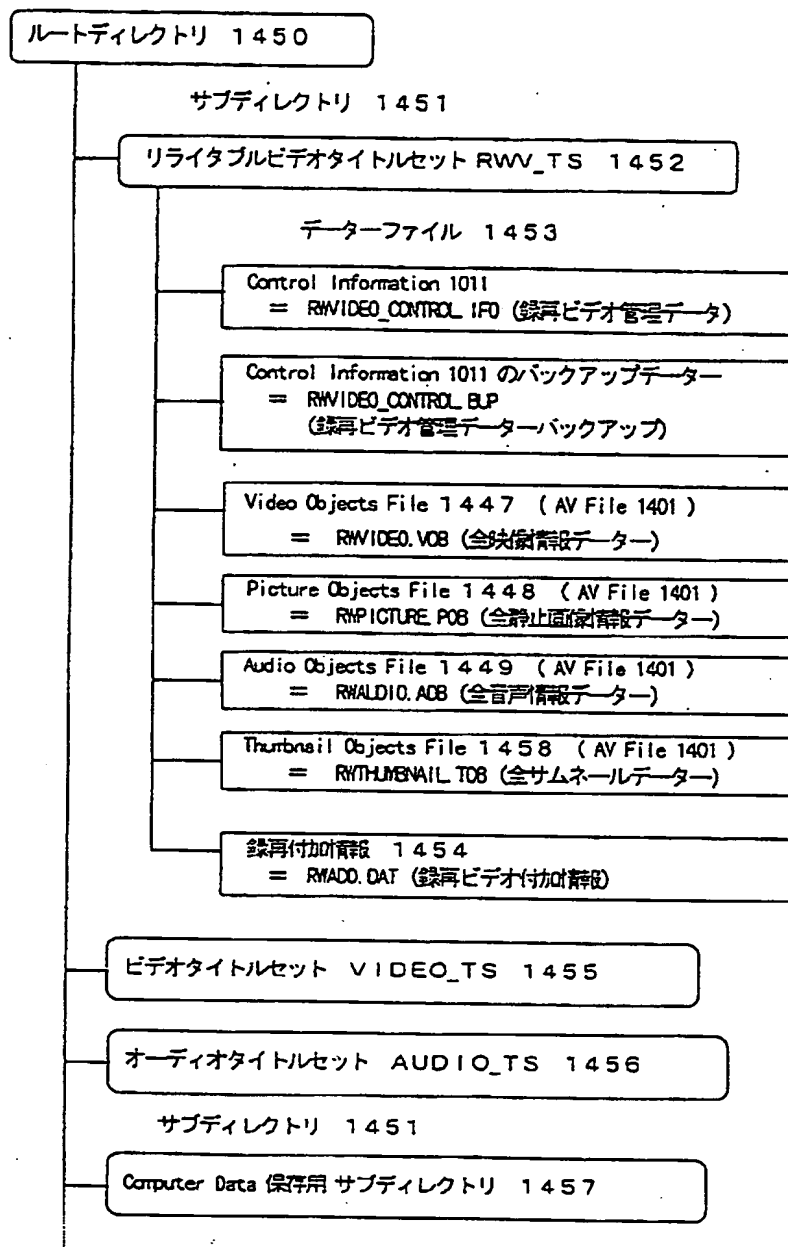 ルートディレクトリ 1450
サブディレクトリ 1451
リライタブルビデオタイトルセット RWV_TS 1452
データーファイル 1453
Control Information 1011
= RWVIDEO_CONTROL.IFO (録再ビデオ管理データ)
Control Information 1011 のバックアップデーター
= RWVIDEO_CONTROL.BUP
(録再ビデオ管理データーバックアップ)
Video Objects File 1447 ( AV File 1401 )
= RWVIDEO.VOB (全映像情報データー)
Picture Objects File 1448 ( AV File 1401 )
= RWPICTURE.POB (全静止画像情報データー)
Audio Objects File 1449 ( AV File 1401 )
= RWAUDIO.AOB (全音声情報データー)
Thumbnail Objects File 1458 ( AV File 1401 )
= RWTHUMBNAIL.TOB (全サムネールデーター)
録再付加情報 1454
= RWADD.DAT (録再ビデオ付加情報)
ビデオタイトルセット VIDEO_TS 1455
オーディオタイトルセット AUDIO_TS 1456
サブディレクトリ 1451
Computer Data 保存用 サブディレクトリ 1457